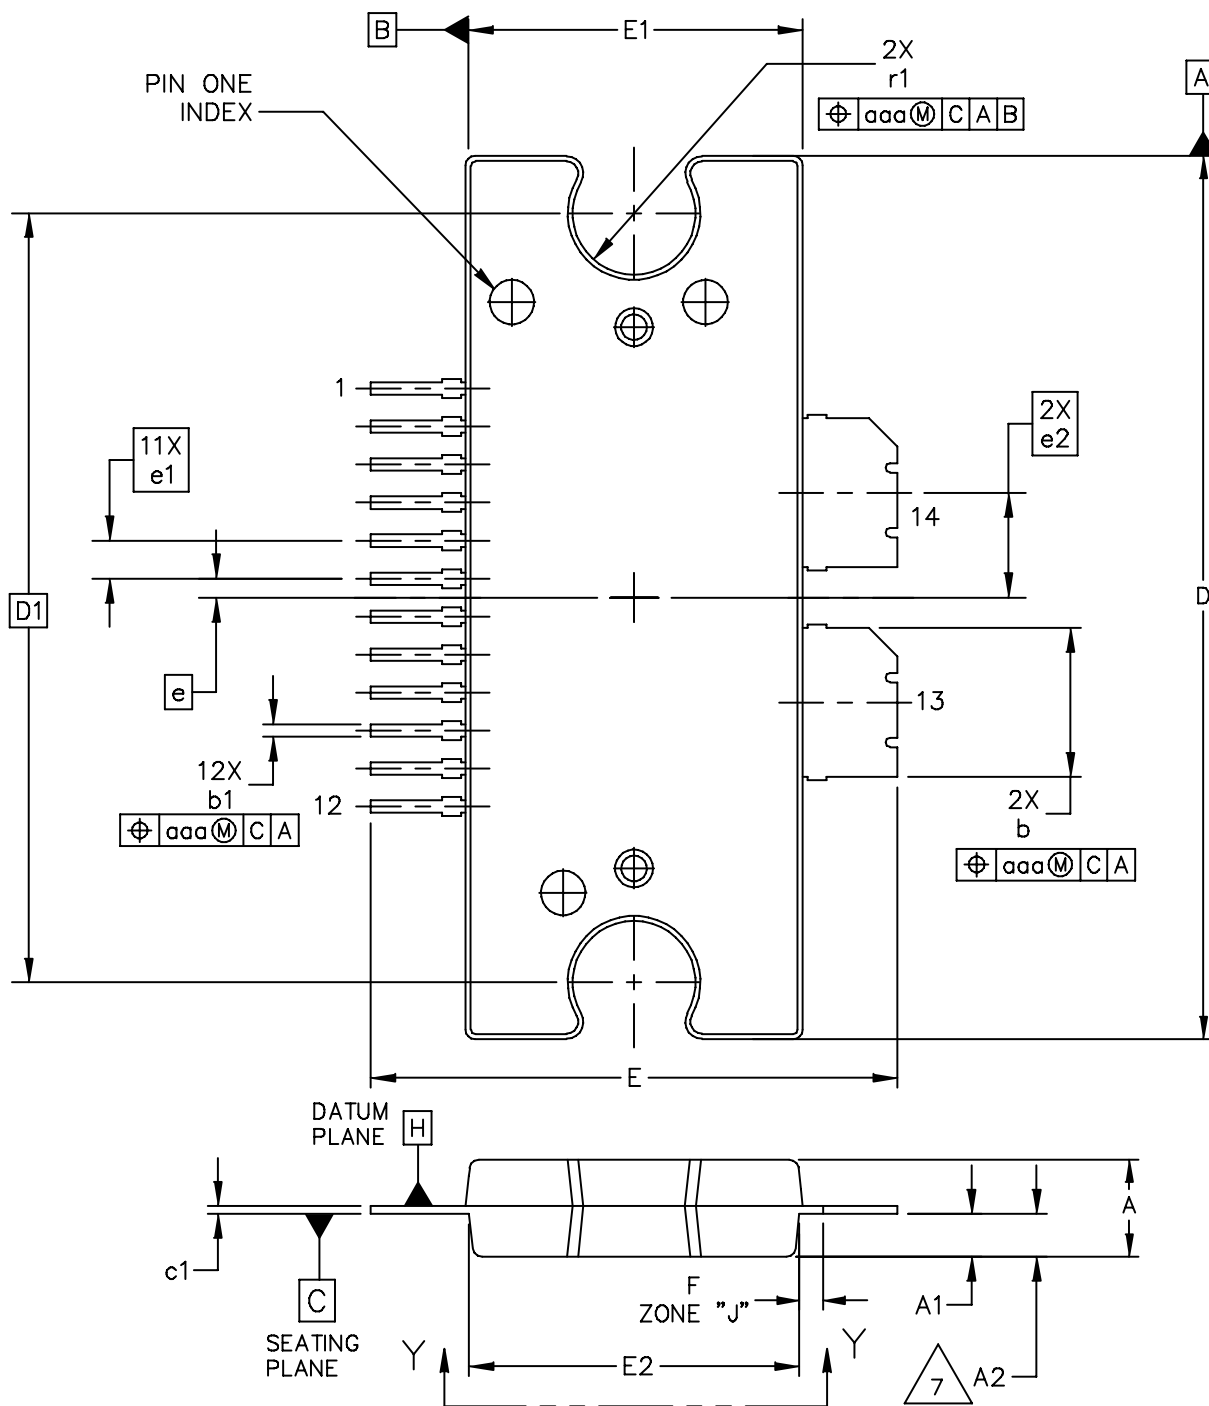 B
E1
2X
r1
PIN ONE
INDEX
⌖ aaa Ⓜ C A B
A
1
11X
e1
2X
e2
14
D1
D
e
13
12X
b1
⌖ aaa Ⓜ C A
12
2X
b
⌖ aaa Ⓜ C A
E
DATUM
PLANE
H
A
c1
C
SEATING
PLANE
F
ZONE "J"
A1
Y
Y
E2
7
A2